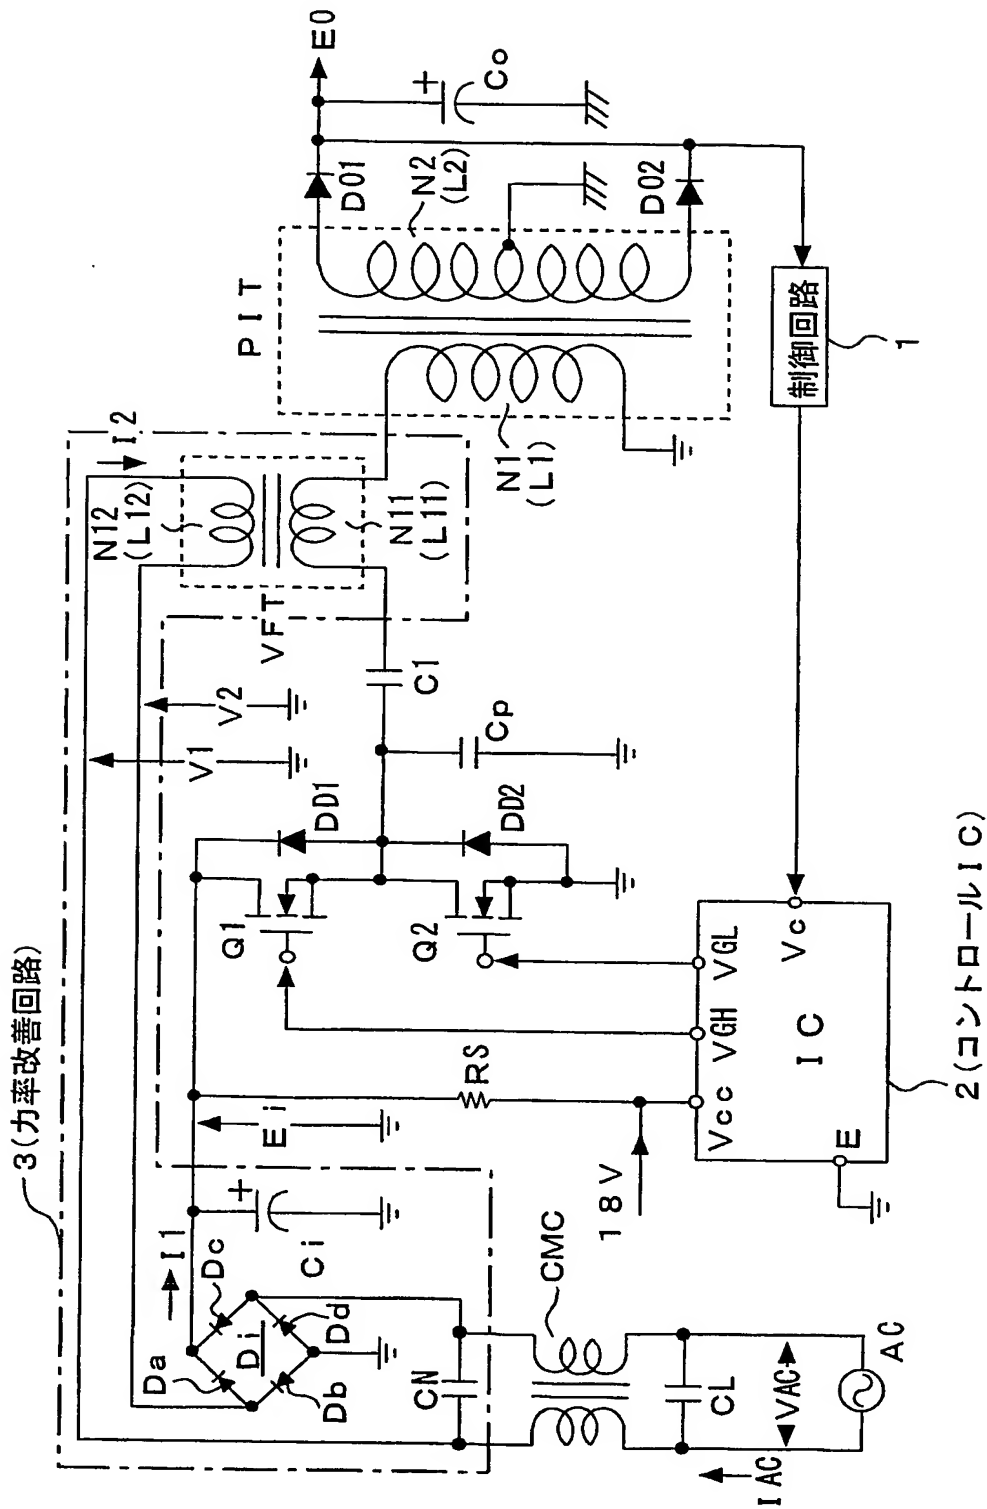 3(力率改善回路)
I1
Da
Dc
Di
Db
Dd
Ci
+
Ei
CN
CMC
CL
VAC
IAC
AC
18V
RS
Vcc
VGH
VGL
Vc
E
IC
2(コントロールIC)
Q1
Q2
DD1
DD2
V1
V2
Cp
C1
VFT
N12
(L12)
N11
(L11)
I2
PIT
N1
(L1)
N2
(L2)
DO1
DO2
+
Co
EO
制御回路
1